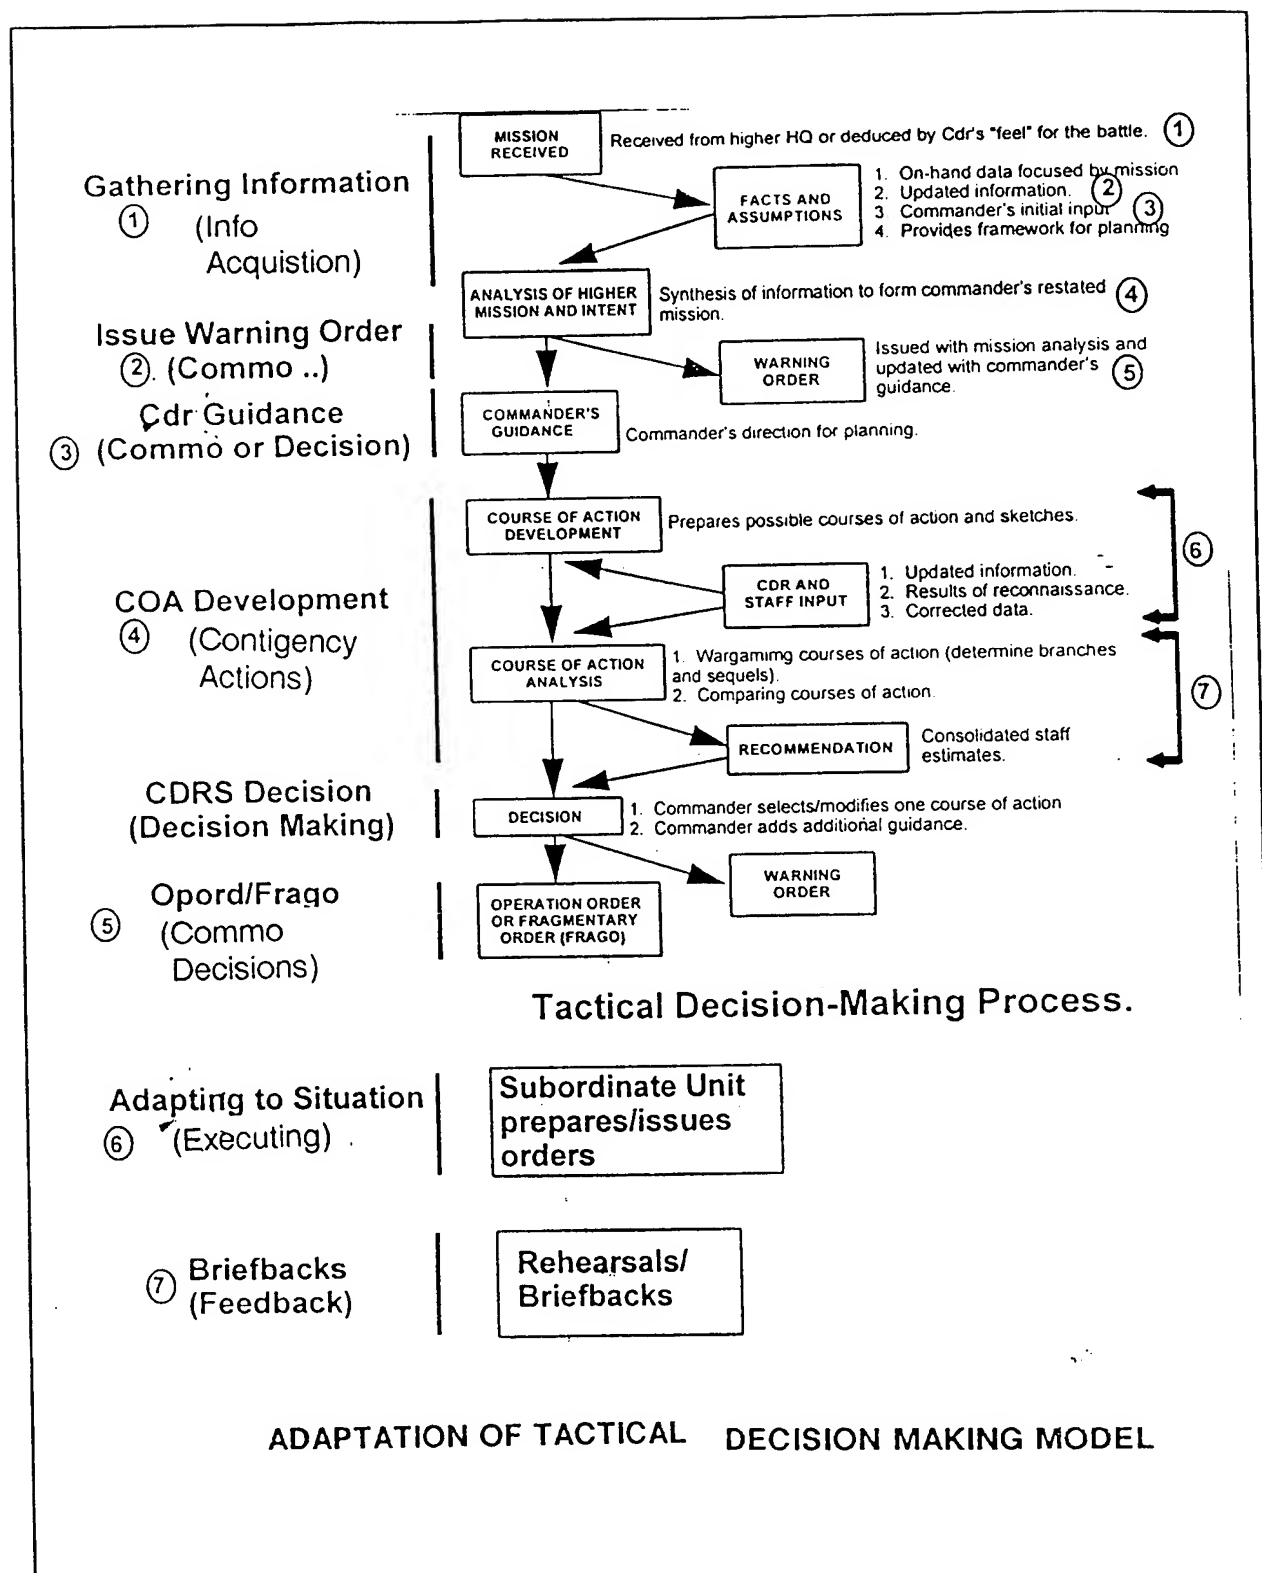 MISSION
RECEIVED
Received from higher HQ or deduced by Cdr's "feel" for the battle. 1
Gathering Information
1 (Info
Acquistion)
FACTS AND
ASSUMPTIONS
1. On-hand data focused by mission
2. Updated information. 2
3 Commander's initial input 3
4. Provides framework for planning
ANALYSIS OF HIGHER
MISSION AND INTENT
Synthesis of information to form commander's restated 4
mission.
Issue Warning Order
2. (Commo ..)
WARNING
ORDER
Issued with mission analysis and
updated with commander's
guidance. 5
Cdr Guidance
3 (Commo or Decision)
COMMANDER'S
GUIDANCE
Commander's direction for planning.
COURSE OF ACTION
DEVELOPMENT
Prepares possible courses of action and sketches.
6
COA Development
4 (Contigency
Actions)
CDR AND
STAFF INPUT
1. Updated information.
2. Results of reconnaissance.
3. Corrected data.
COURSE OF ACTION
ANALYSIS
1. Wargaming courses of action (determine branches
and sequels).
2. Comparing courses of action.
7
RECOMMENDATION
Consolidated staff
estimates.
CDRS Decision
(Decision Making)
DECISION
1. Commander selects/modifies one course of action
2. Commander adds additional guidance.
WARNING
ORDER
Opord/Frago
5 (Commo
Decisions)
OPERATION ORDER
OR FRAGMENTARY
ORDER (FRAGO)
Tactical Decision-Making Process.
Adapting to Situation
6 (Executing)
Subordinate Unit
prepares/issues
orders
7 Briefbacks
(Feedback)
Rehearsals/
Briefbacks
ADAPTATION OF TACTICAL DECISION MAKING MODEL